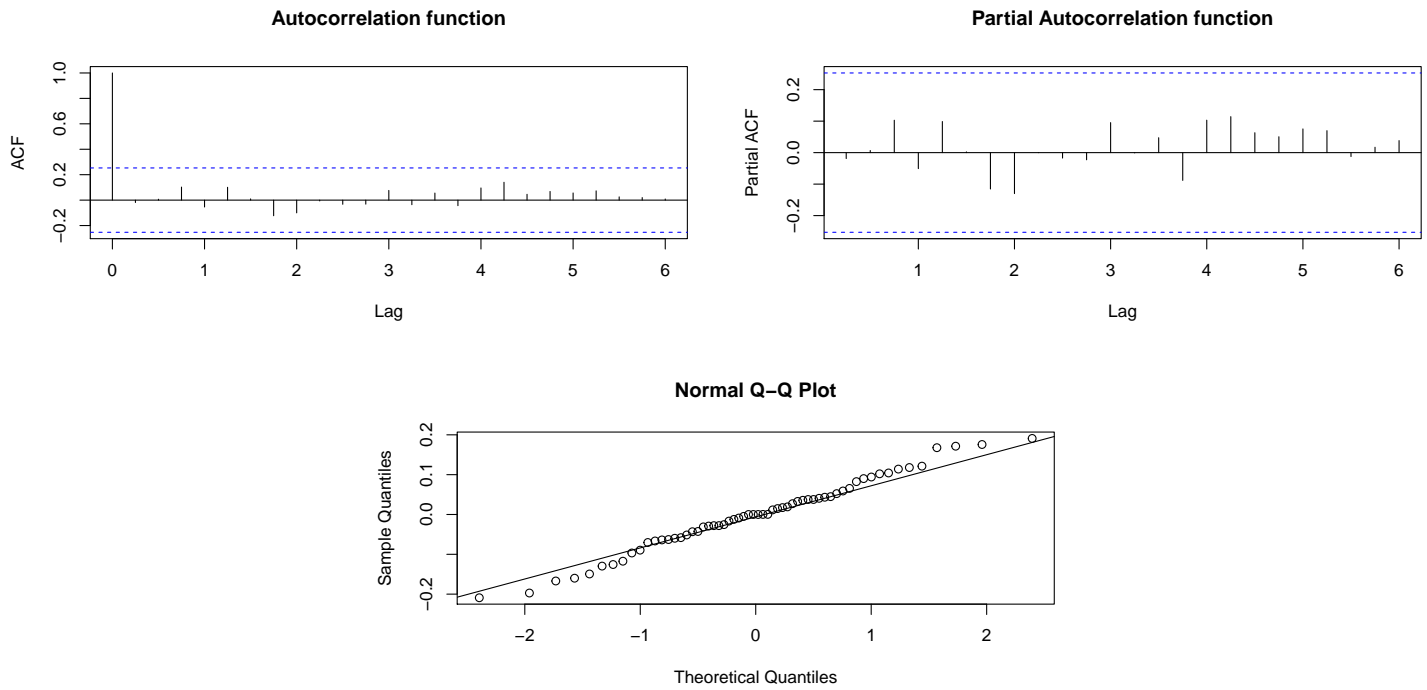 Autocorrelation function
ACF
1.0
0.6
0.2
−0.2
0 1 2 3 4 5 6
Lag
Partial Autocorrelation function
Partial ACF
0.2
0.0
−0.2
1 2 3 4 5 6
Lag
Normal Q−Q Plot
Sample Quantiles
0.2
0.1
0.0
−0.2
−2 −1 0 1 2
Theoretical Quantiles